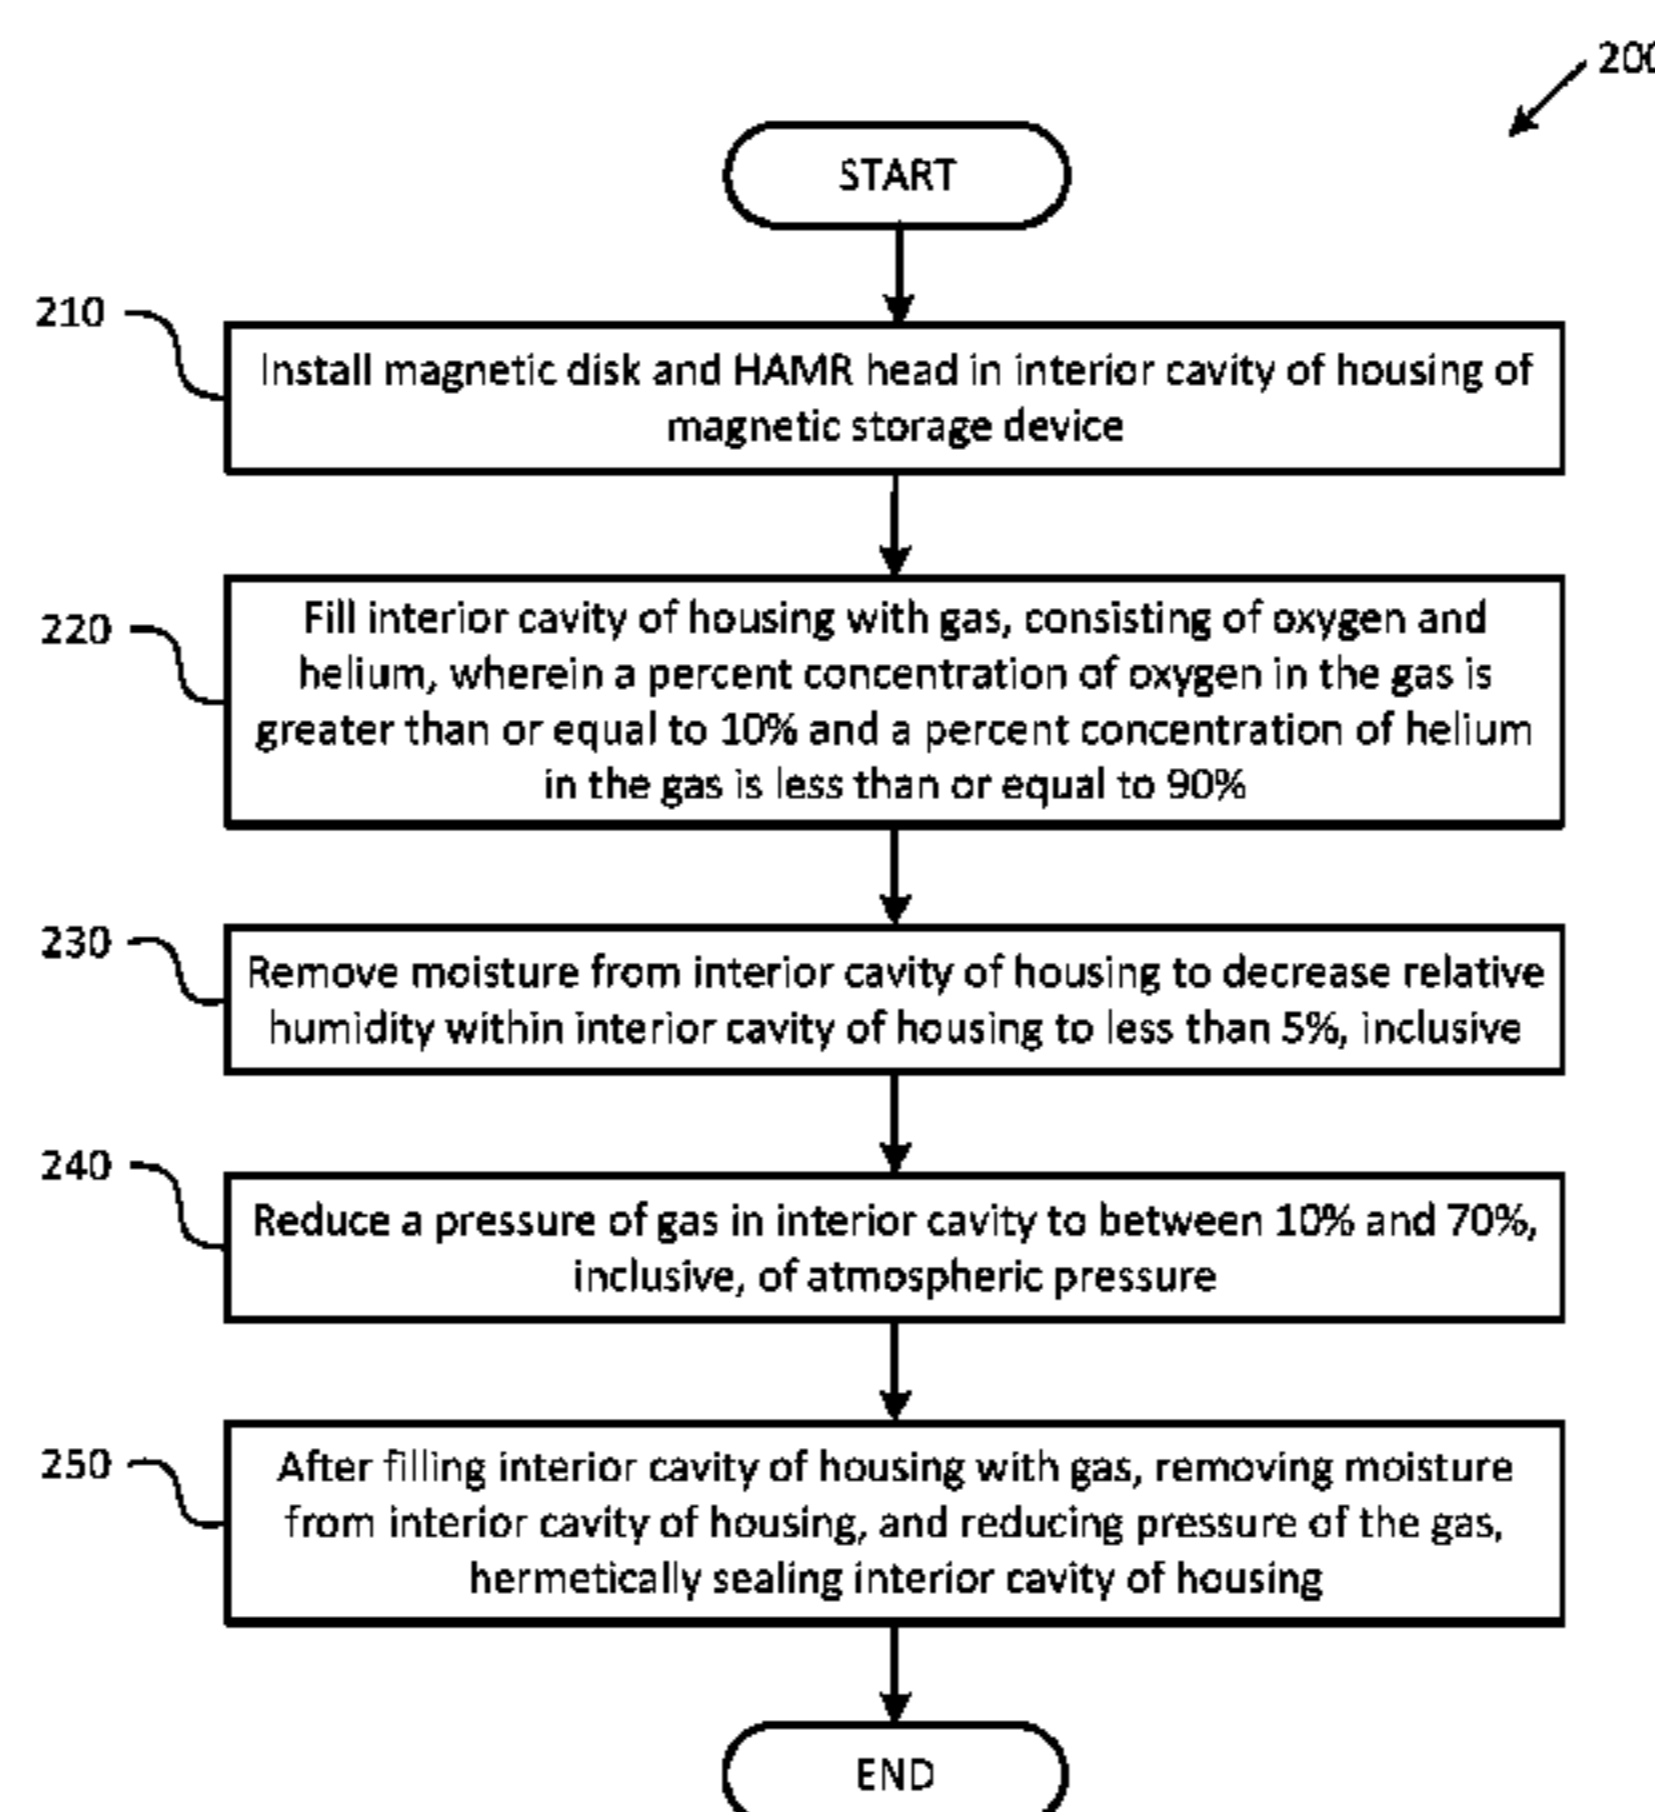 200
START
210
Install magnetic disk and HAMR head in interior cavity of housing of
magnetic storage device
220
Fill interior cavity of housing with gas, consisting of oxygen and
helium, wherein a percent concentration of oxygen in the gas is
greater than or equal to 10% and a percent concentration of helium
in the gas is less than or equal to 90%
230
Remove moisture from interior cavity of housing to decrease relative
humidity within interior cavity of housing to less than 5%, inclusive
240
Reduce a pressure of gas in interior cavity to between 10% and 70%,
inclusive, of atmospheric pressure
250
After filling interior cavity of housing with gas, removing moisture
from interior cavity of housing, and reducing pressure of the gas,
hermetically sealing interior cavity of housing
END